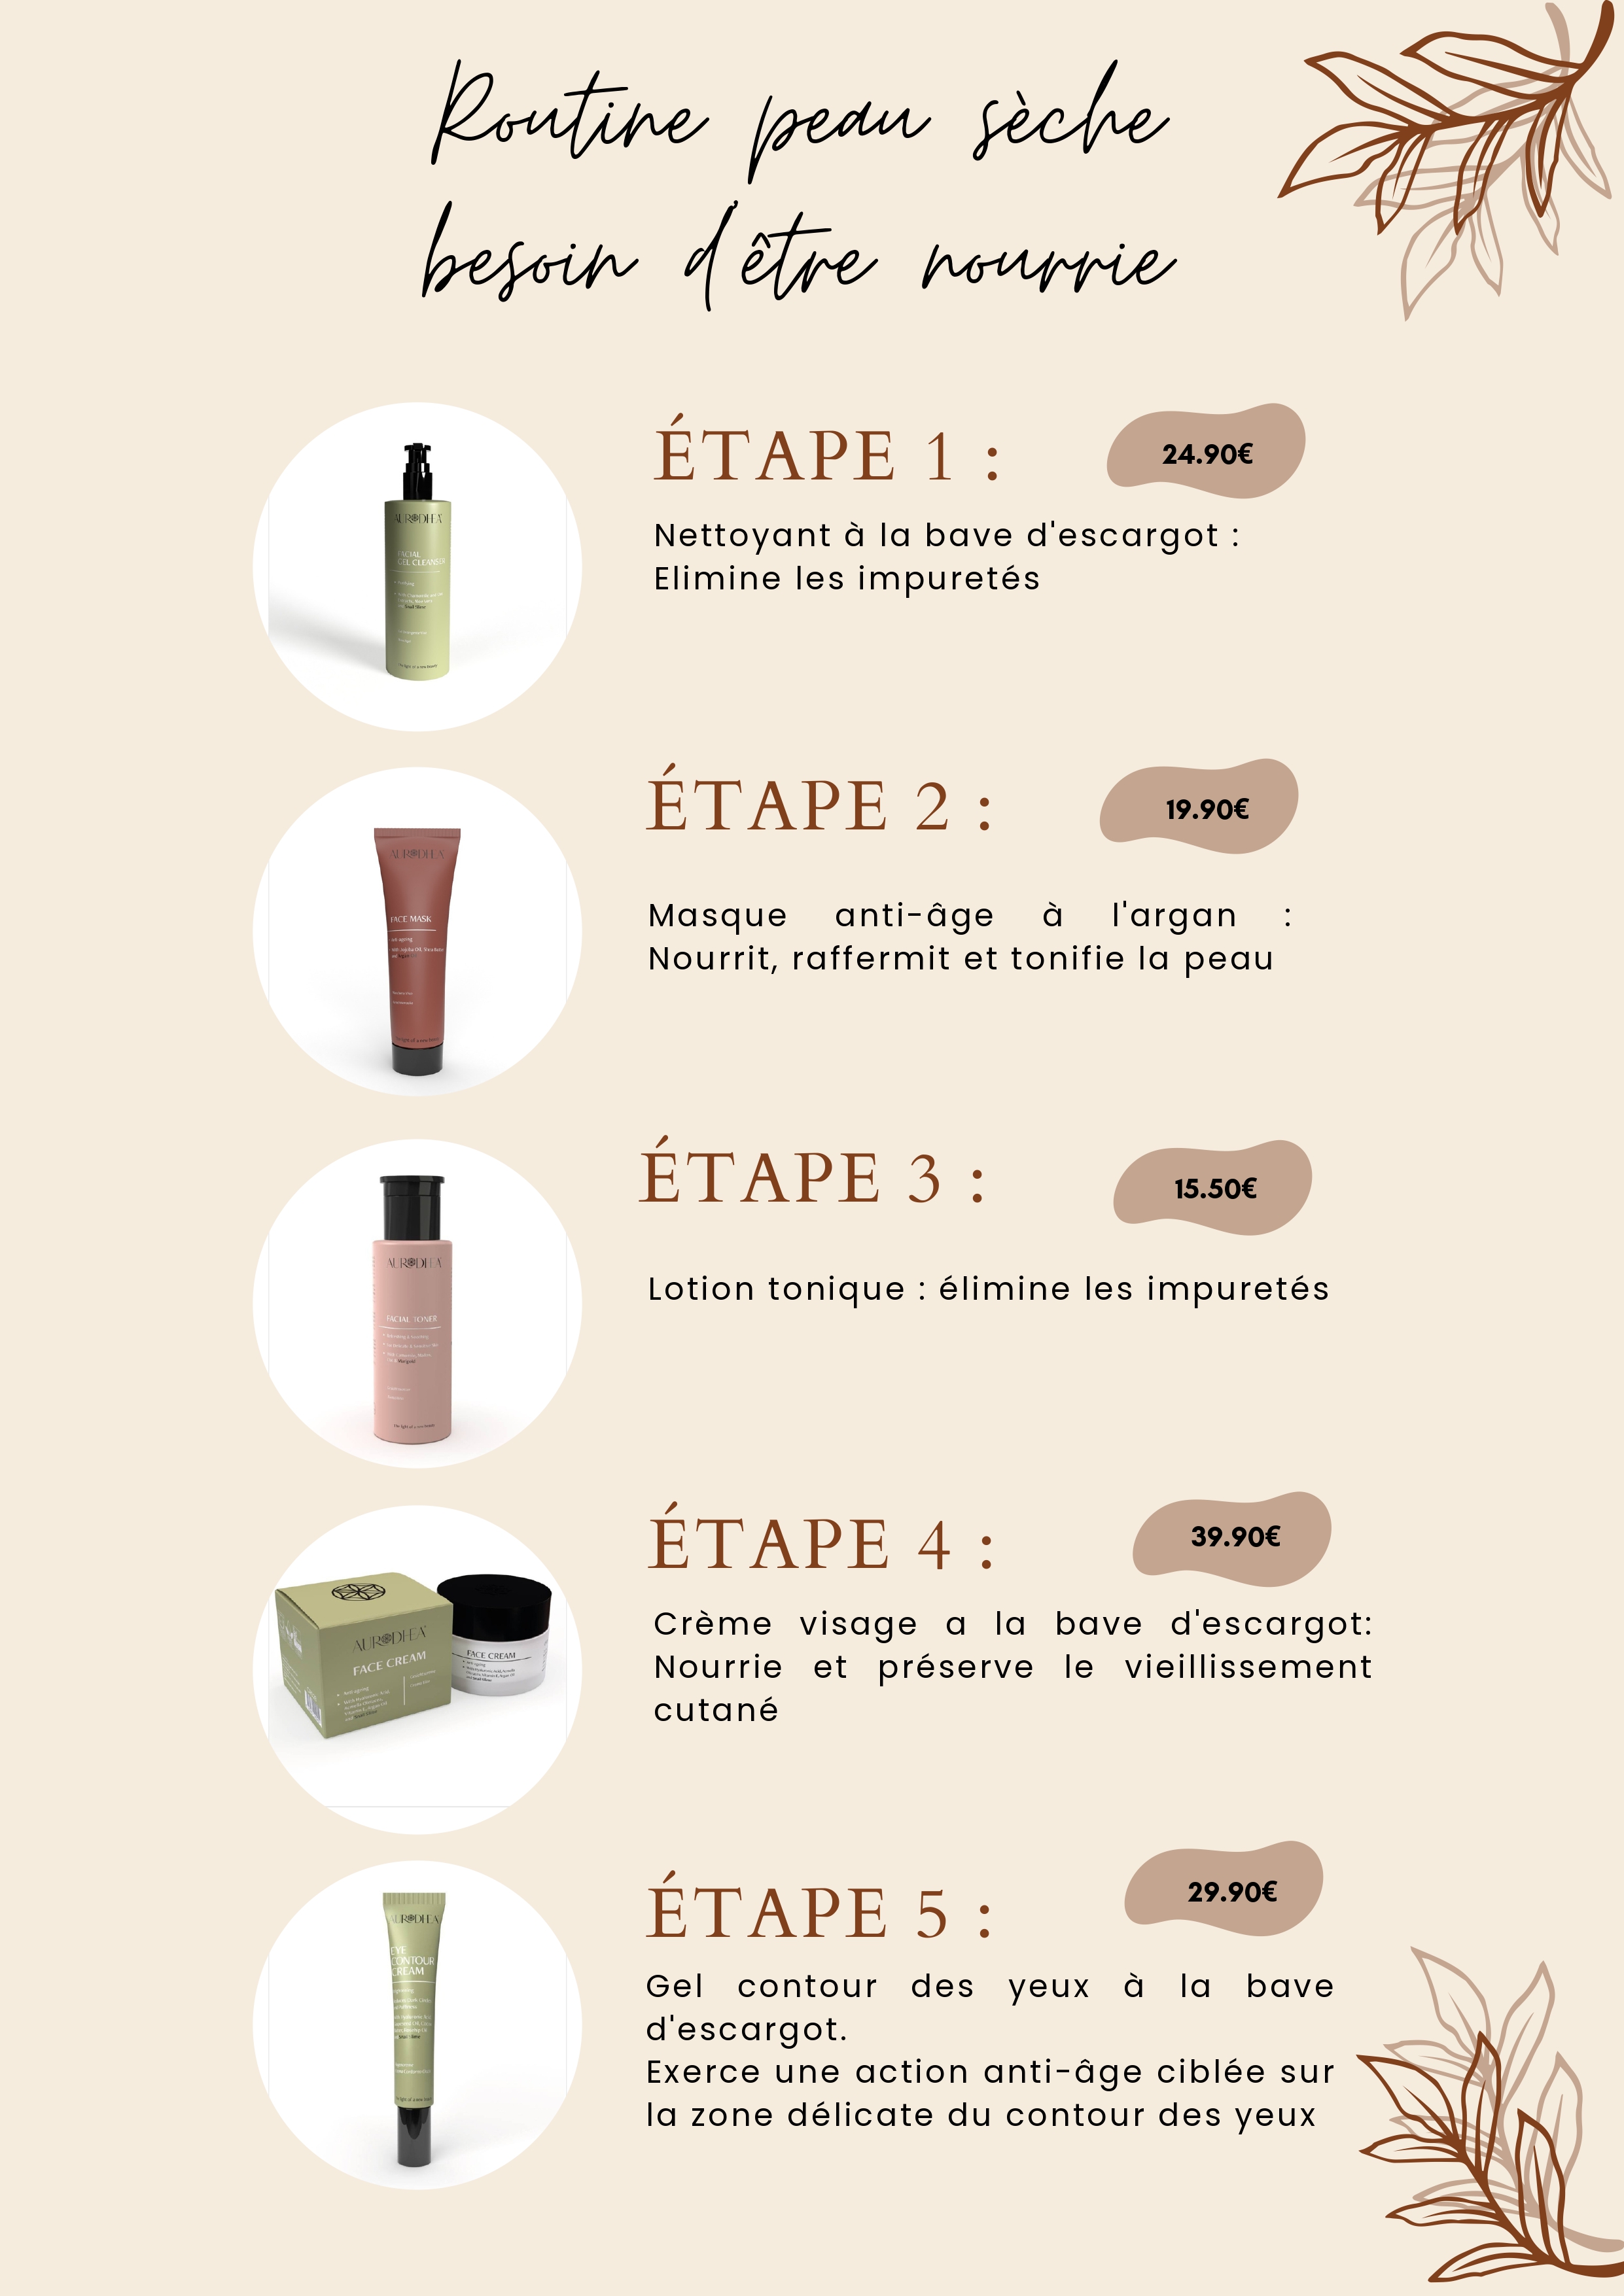 Routine peau sèche
besoin d'être nourrie
ÉTAPE 1 :
24.90€
Nettoyant à la bave d'escargot :
Elimine les impuretés
AURODHEA
FACIAL
GEL CLEANSER
ÉTAPE 2 :
19.90€
Masque anti-âge à l'argan :
Nourrit, raffermit et tonifie la peau
AURODHEA
FACE MASK
ÉTAPE 3 :
15.50€
Lotion tonique : élimine les impuretés
AURODHEA
FACIAL TONER
ÉTAPE 4 :
39.90€
Crème visage a la bave d'escargot:
Nourrie et préserve le vieillissement
cutané
AURODHEA
FACE CREAM
FACE CREAM
ÉTAPE 5 :
29.90€
Gel contour des yeux à la bave
d'escargot.
Exerce une action anti-âge ciblée sur
la zone délicate du contour des yeux
AURODHEA
EYE
CONTOUR
CREAM